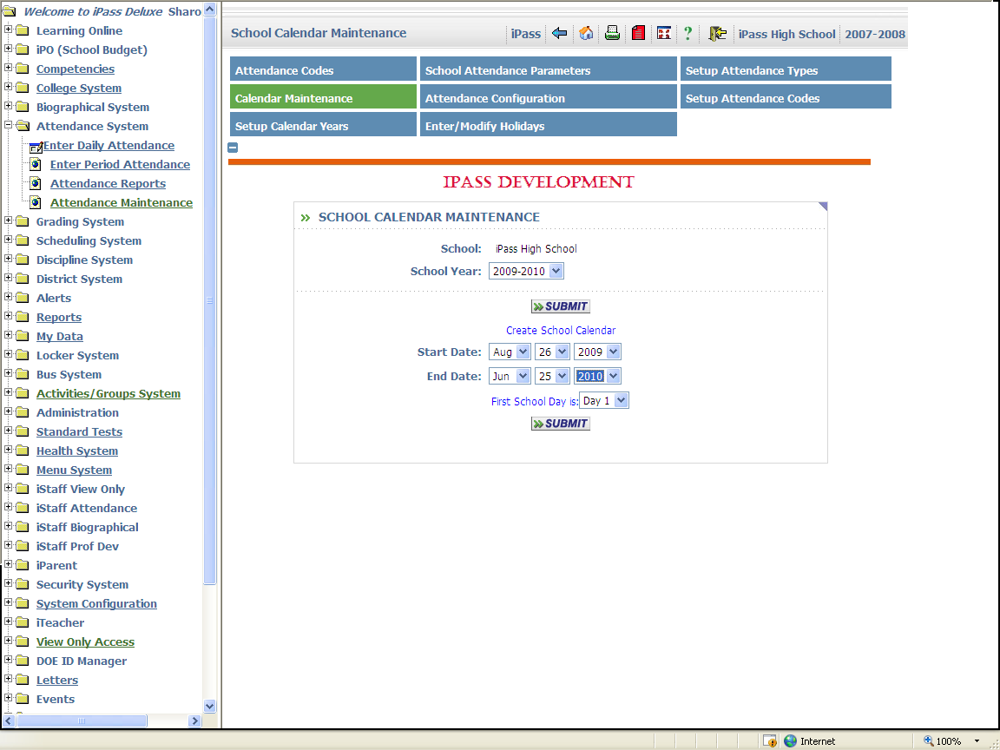 Welcome to iPass Deluxe Sharo
Learning Online
iPO (School Budget)
Competencies
College System
Biographical System
Attendance System
Enter Daily Attendance
Enter Period Attendance
Attendance Reports
Attendance Maintenance
Grading System
Scheduling System
Discipline System
District System
Alerts
Reports
My Data
Locker System
Bus System
Activities/Groups System
Administration
Standard Tests
Health System
Menu System
iStaff View Only
iStaff Attendance
iStaff Biographical
iStaff Prof Dev
iParent
Security System
System Configuration
iTeacher
View Only Access
DOE ID Manager
Letters
Events
School Calendar Maintenance iPass ? iPass High School 2007-2008
Attendance Codes School Attendance Parameters Setup Attendance Types
Calendar Maintenance Attendance Configuration Setup Attendance Codes
Setup Calendar Years Enter/Modify Holidays
IPASS DEVELOPMENT
SCHOOL CALENDAR MAINTENANCE
School: iPass High School
School Year: 2009-2010
SUBMIT
Create School Calendar
Start Date: Aug 26 2009
End Date: Jun 25 2010
First School Day is: Day 1
SUBMIT
Internet 100%